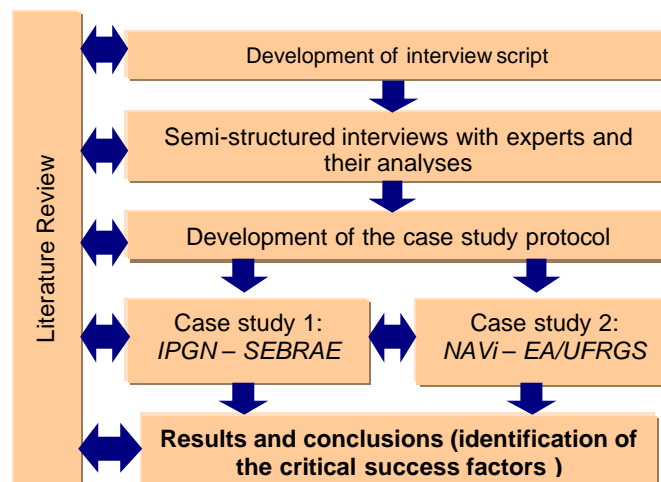 Literature Review
Development of interview script
Semi-structured interviews with experts and
their analyses
Development of the case study protocol
Case study 1:
IPGN – SEBRAE
Case study 2:
NAVi – EA/UFRGS
Results and conclusions (identification of
the critical success factors )